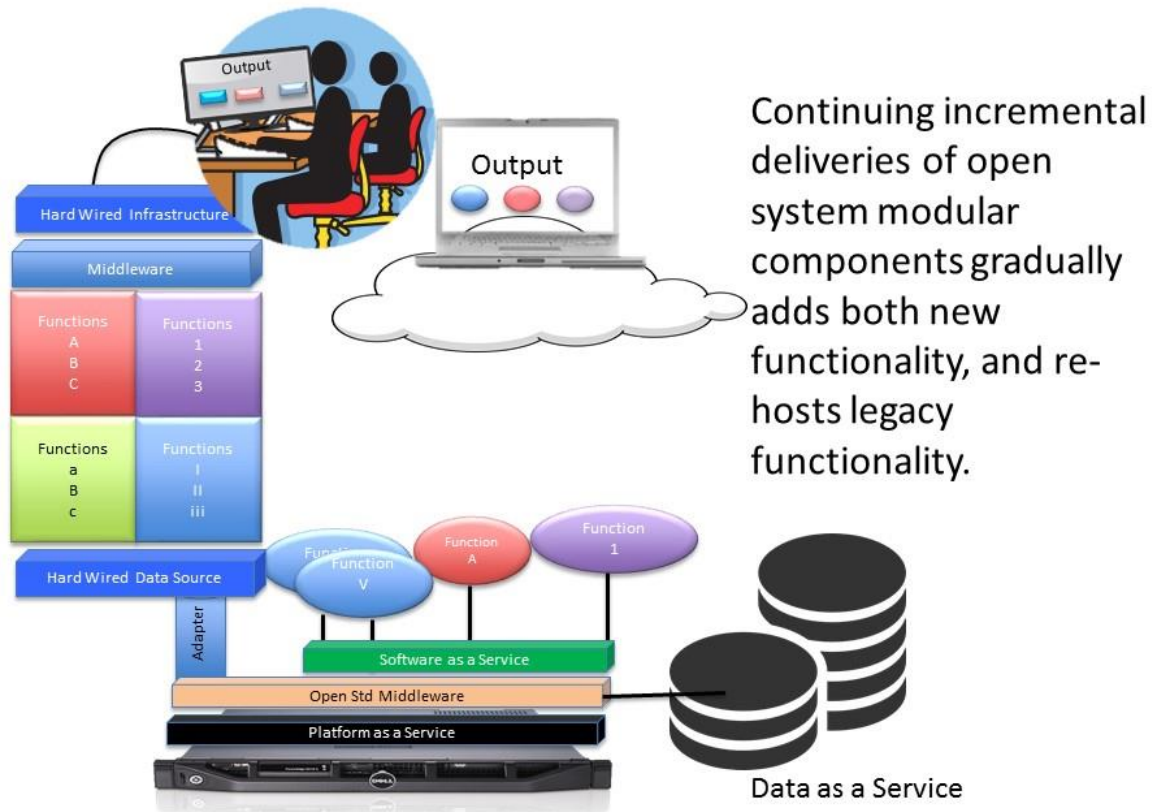 Output
Output
Continuing incremental
deliveries of open
system modular
components gradually
adds both new
functionality, and re-
hosts legacy
functionality.
Hard Wired Infrastructure
Middleware
Functions
A
B
C
Functions
1
2
3
Functions
a
B
c
Functions
I
II
iii
Hard Wired Data Source
Adapter
Function
V
Function
A
Function
1
Software as a Service
Open Std Middleware
Platform as a Service
DELL
Data as a Service